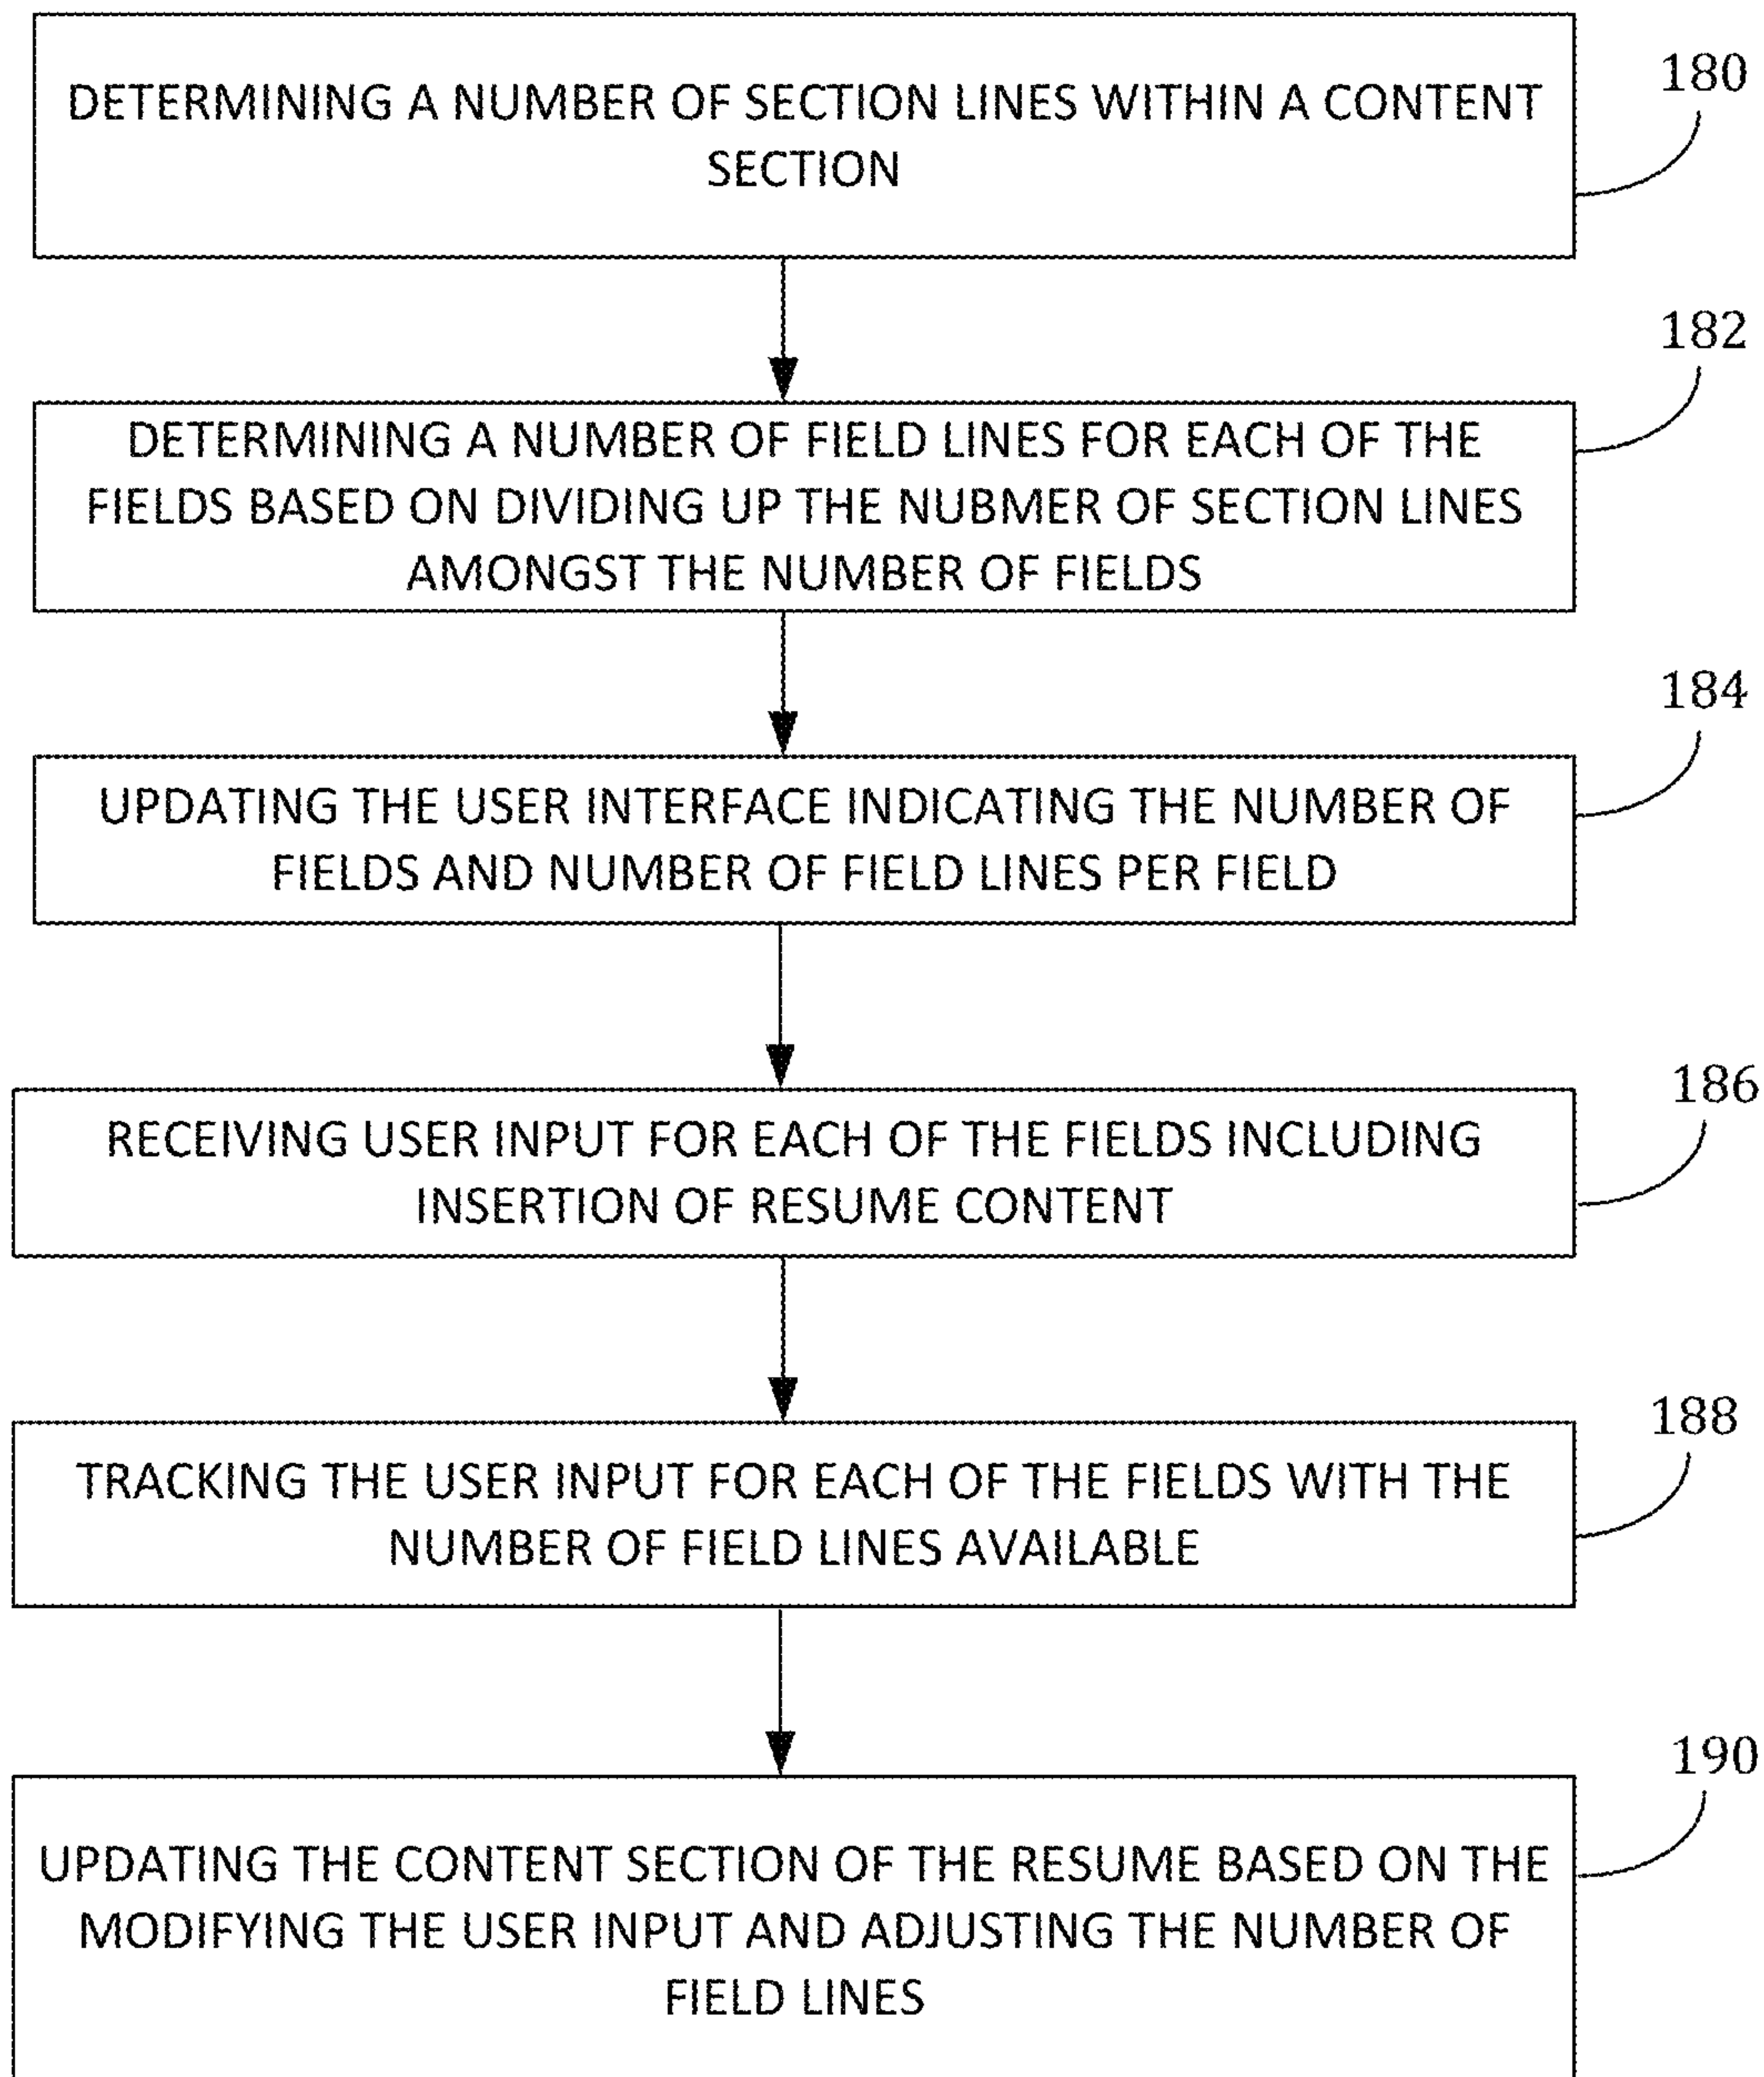 DETERMINING A NUMBER OF SECTION LINES WITHIN A CONTENT
SECTION
180
DETERMINING A NUMBER OF FIELD LINES FOR EACH OF THE
FIELDS BASED ON DIVIDING UP THE NUBMER OF SECTION LINES
AMONGST THE NUMBER OF FIELDS
182
UPDATING THE USER INTERFACE INDICATING THE NUMBER OF
FIELDS AND NUMBER OF FIELD LINES PER FIELD
184
RECEIVING USER INPUT FOR EACH OF THE FIELDS INCLUDING
INSERTION OF RESUME CONTENT
186
TRACKING THE USER INPUT FOR EACH OF THE FIELDS WITH THE
NUMBER OF FIELD LINES AVAILABLE
188
UPDATING THE CONTENT SECTION OF THE RESUME BASED ON THE
MODIFYING THE USER INPUT AND ADJUSTING THE NUMBER OF
FIELD LINES
190